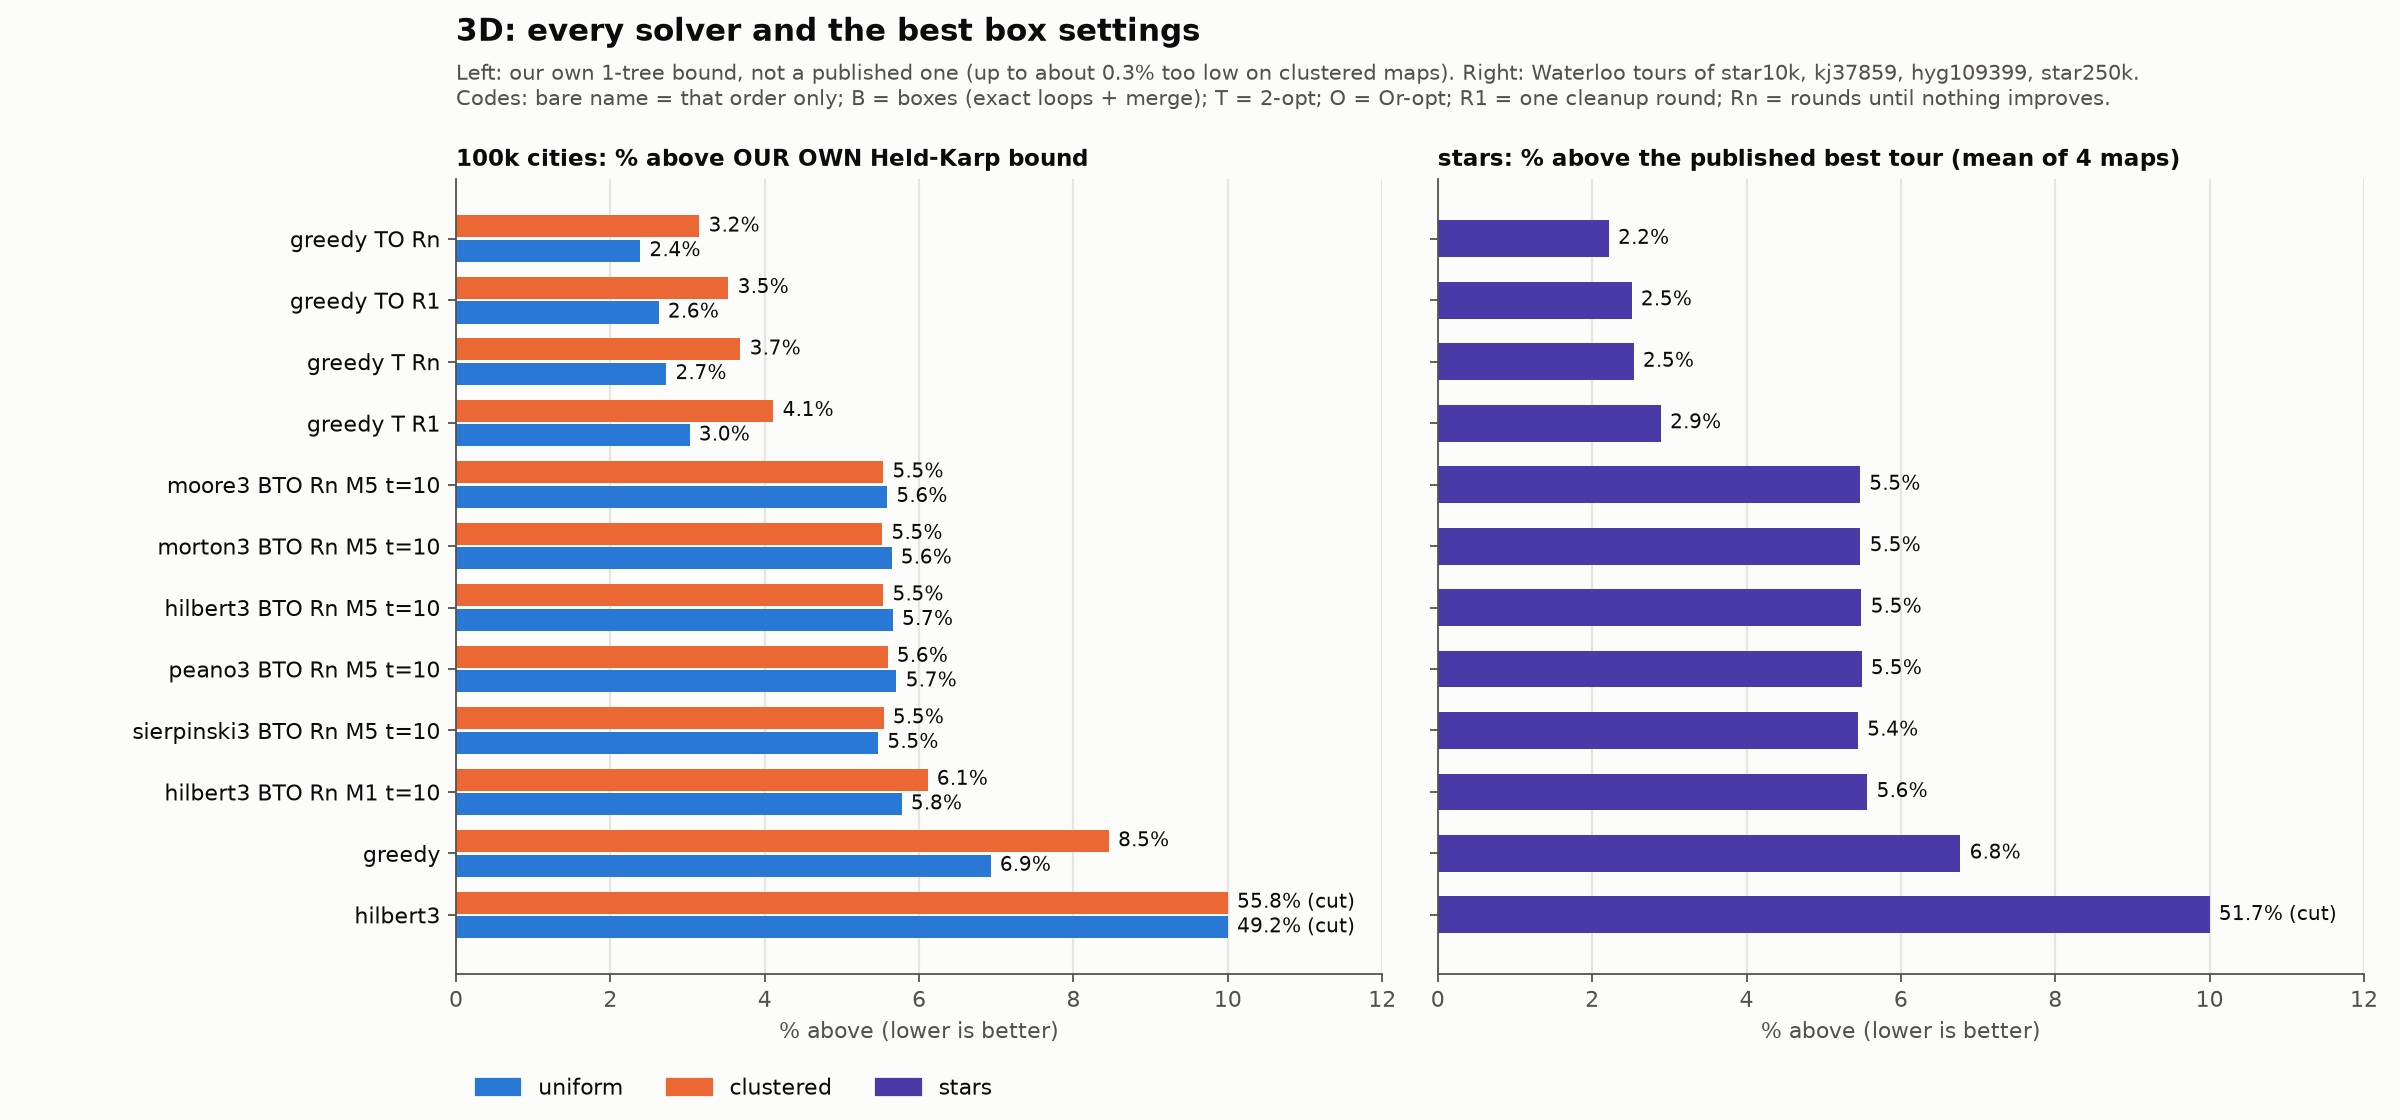 3D: every solver and the best box settings
Left: our own 1-tree bound, not a published one (up to about 0.3% too low on clustered maps). Right: Waterloo tours of star10k, kj37859, hyg109399, star250k.
Codes: bare name = that order only; B = boxes (exact loops + merge); T = 2-opt; O = Or-opt; R1 = one cleanup round; Rn = rounds until nothing improves.
100k cities: % above OUR OWN Held-Karp bound
greedy TO Rn
3.2%
2.4%
greedy TO R1
3.5%
2.6%
greedy T Rn
3.7%
2.7%
greedy T R1
4.1%
3.0%
moore3 BTO Rn M5 t=10
5.5%
5.6%
morton3 BTO Rn M5 t=10
5.5%
5.6%
hilbert3 BTO Rn M5 t=10
5.5%
5.7%
peano3 BTO Rn M5 t=10
5.6%
5.7%
sierpinski3 BTO Rn M5 t=10
5.5%
5.5%
hilbert3 BTO Rn M1 t=10
6.1%
5.8%
greedy
8.5%
6.9%
hilbert3
55.8% (cut)
49.2% (cut)
0 2 4 6 8 10 12
% above (lower is better)
stars: % above the published best tour (mean of 4 maps)
2.2%
2.5%
2.5%
2.9%
5.5%
5.5%
5.5%
5.5%
5.4%
5.6%
6.8%
51.7% (cut)
0 2 4 6 8 10 12
% above (lower is better)
uniform clustered stars